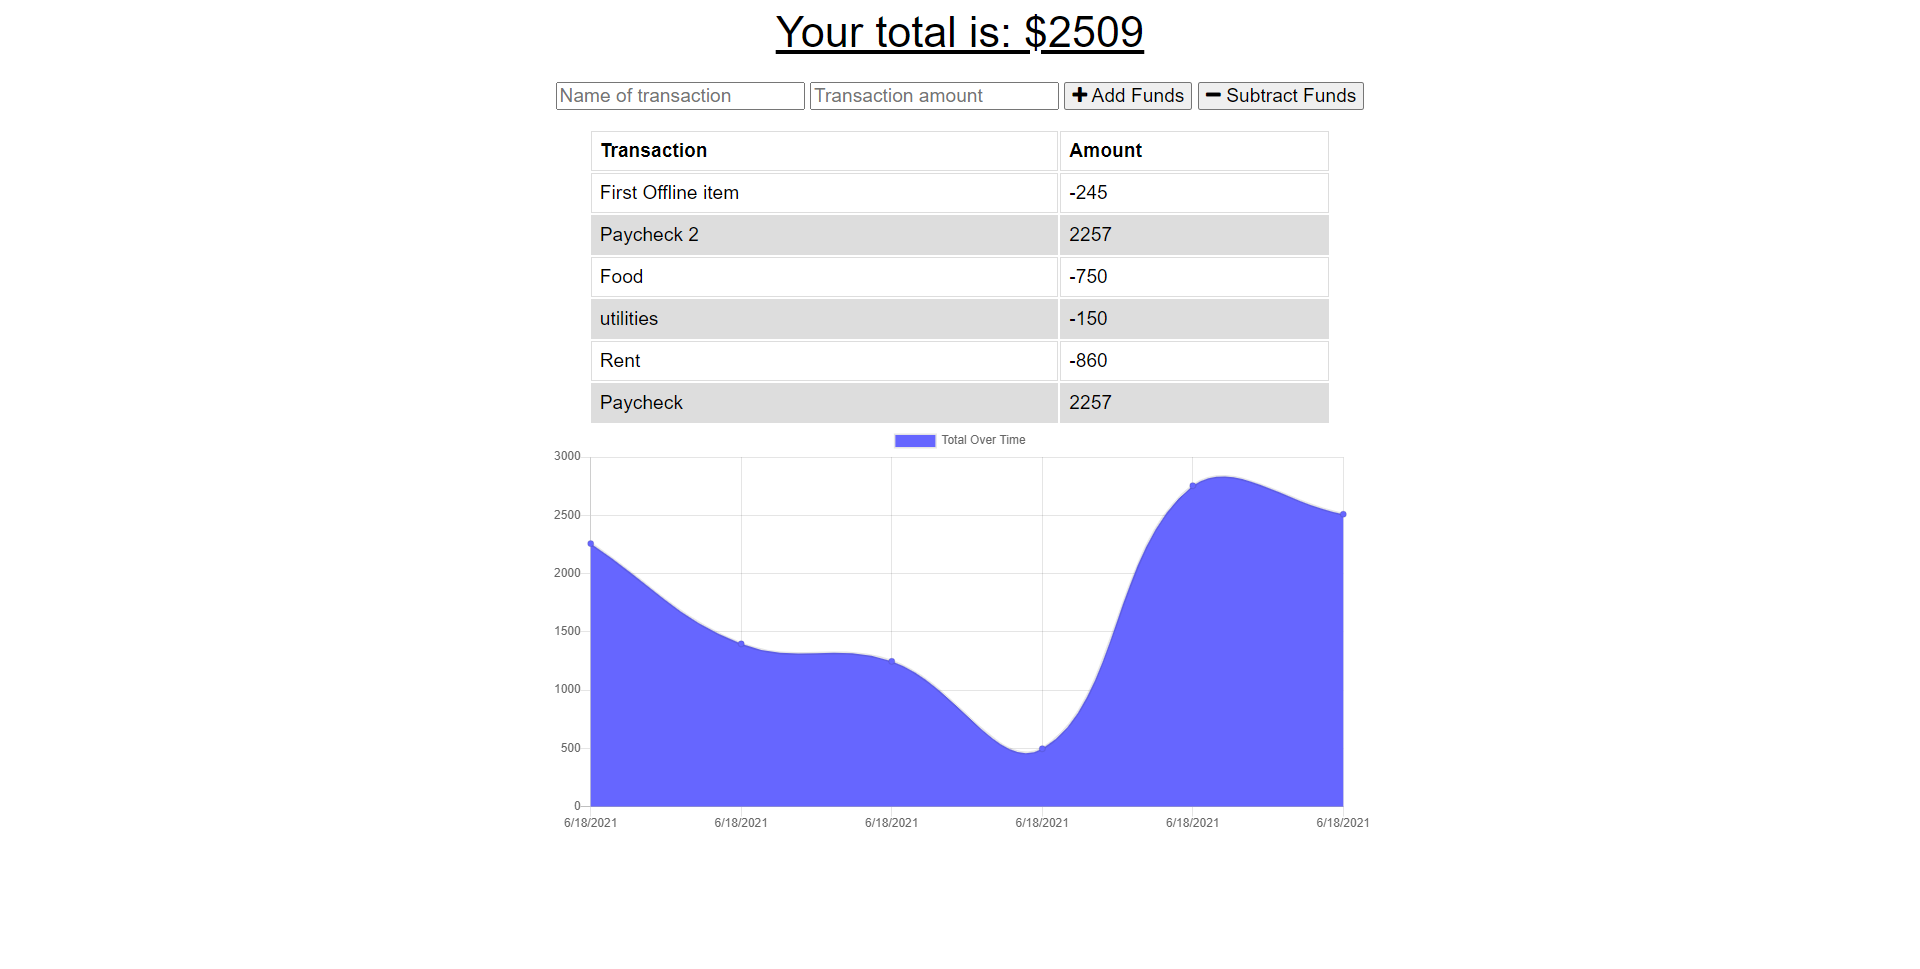 Your total is: $2509
Name of transaction Transaction amount Add Funds Subtract Funds
Transaction Amount
First Offline item -245
Paycheck 2 2257
Food -750
utilities -150
Rent -860
Paycheck 2257
Total Over Time
3000
2500
2000
1500
1000
500
0
6/18/2021 6/18/2021 6/18/2021 6/18/2021 6/18/2021 6/18/2021